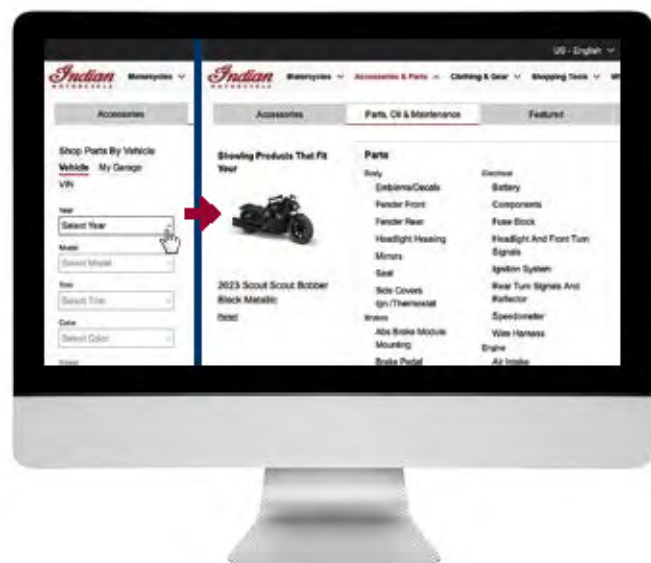 US - English
Indian
MOTORCYCLE
Motorcycles
Indian
MOTORCYCLE
Motorcycles
Accessories & Parts
Clothing & Gear
Shopping Tools
Accessories
Accessories
Parts, Oil & Maintenance
Featured
Shop Parts By Vehicle
Vehicle My Garage
VIN
Year
Select Year
Model
Select Model
Trim
Select Trim
Color
Select Color
Showing Products That Fit
Your
2023 Scout Scout Bobber
Black Metallic
Reset
Parts
Body
Emblems/Decals
Fender Front
Fender Rear
Headlight Housing
Mirrors
Seat
Side Covers
Ign./Thermostat
Brakes
Abs Brake Module
Mounting
Brake Pedal
Electrical
Battery
Components
Fuse Block
Headlight And Front Turn
Signals
Ignition System
Rear Turn Signals And
Reflector
Speedometer
Wire Harness
Engine
Air Intake